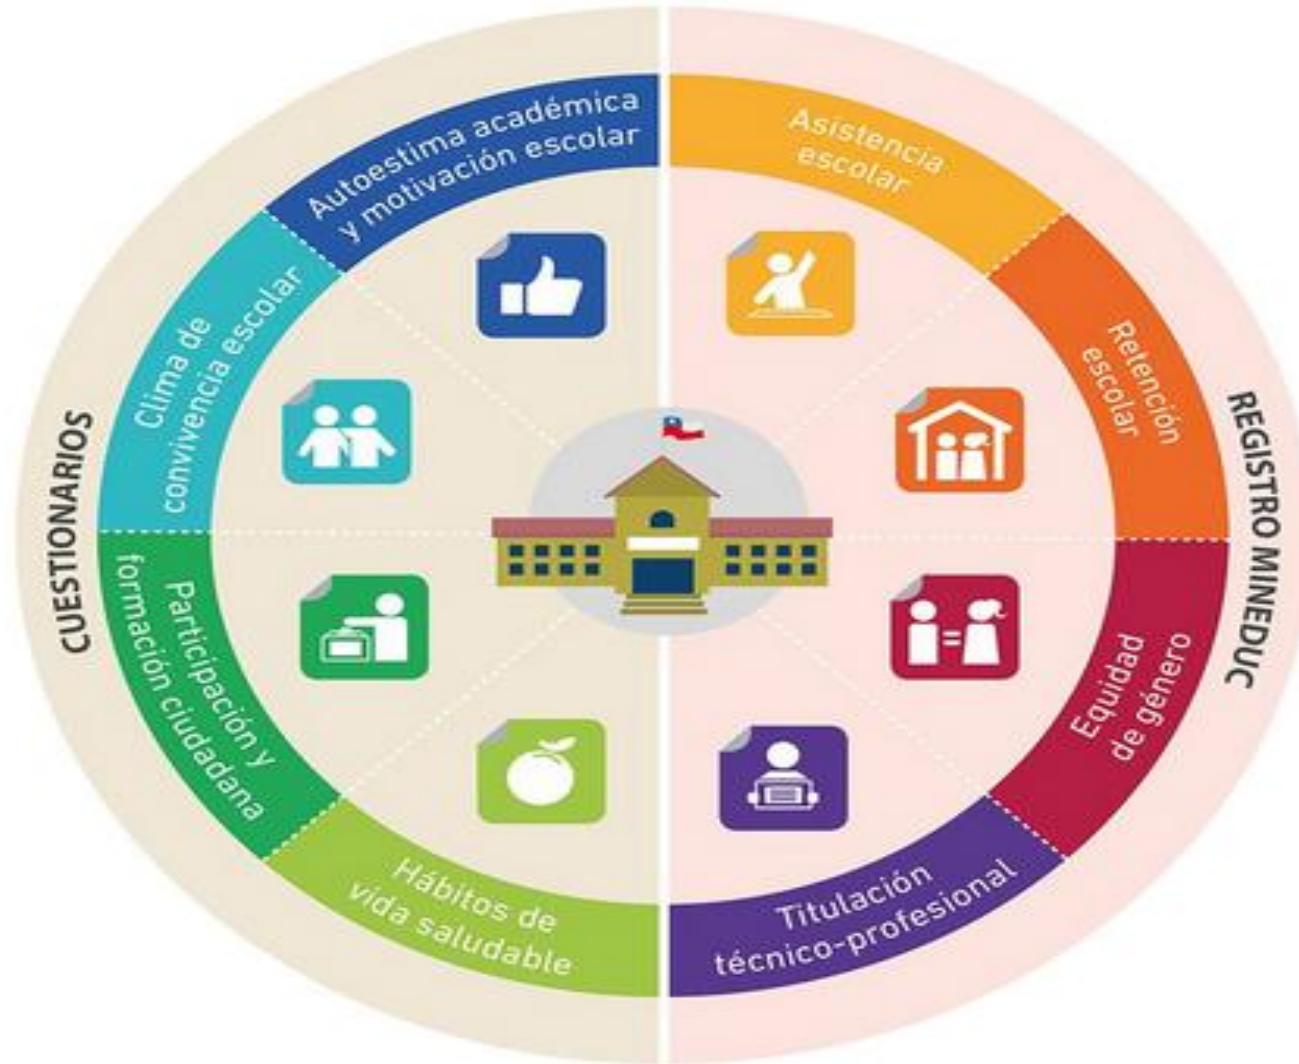 Autoestima académica
y motivación escolar
Asistencia
escolar
Clima de
convivencia escolar
Retención
escolar
CUESTIONARIOS
REGISTRO MINEDUC
Participación y
formación ciudadana
Equidad
de género
Hábitos de
vida saludable
Titulación
técnico-profesional